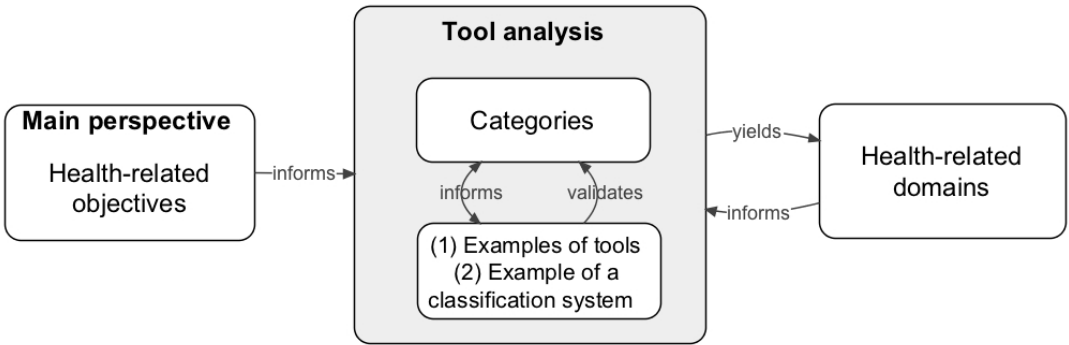 Tool analysis
Main perspective
Health-related
objectives
informs
Categories
informs
validates
(1) Examples of tools
(2) Example of a
classification system
yields
informs
Health-related
domains